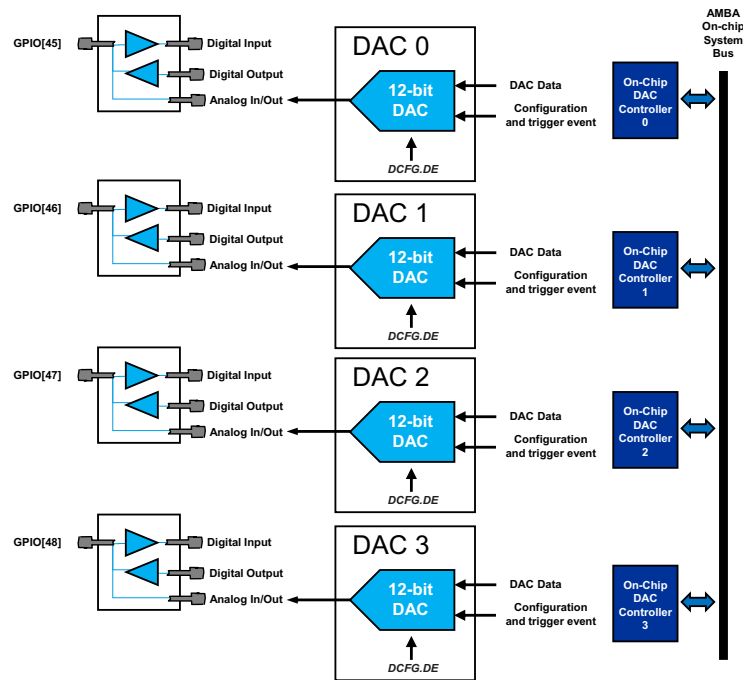 AMBA
On-chip
System
Bus
GPIO[45]
Digital Input
Digital Output
Analog In/Out
DAC 0
12-bit
DAC
DCFG.DE
DAC Data
Configuration
and trigger event
On-Chip
DAC
Controller
0
GPIO[46]
Digital Input
Digital Output
Analog In/Out
DAC 1
12-bit
DAC
DCFG.DE
DAC Data
Configuration
and trigger event
On-Chip
DAC
Controller
1
GPIO[47]
Digital Input
Digital Output
Analog In/Out
DAC 2
12-bit
DAC
DCFG.DE
DAC Data
Configuration
and trigger event
On-Chip
DAC
Controller
2
GPIO[48]
Digital Input
Digital Output
Analog In/Out
DAC 3
12-bit
DAC
DCFG.DE
DAC Data
Configuration
and trigger event
On-Chip
DAC
Controller
3